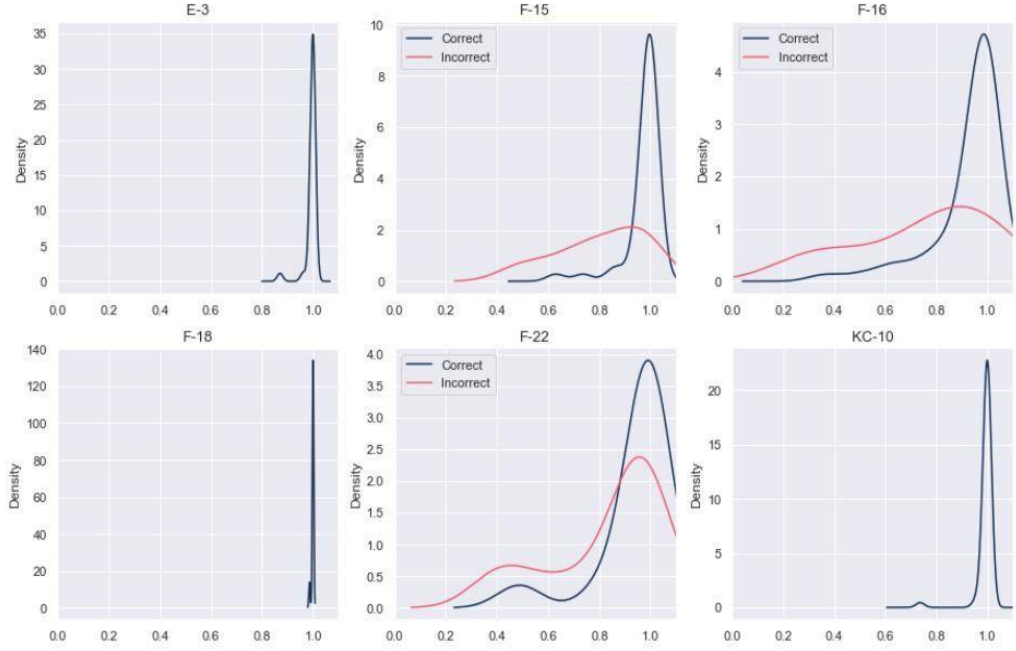 E-3
Density
35
30
25
20
15
10
5
0
0.0 0.2 0.4 0.6 0.8 1.0
F-15
Correct
Incorrect
Density
10
8
6
4
2
0
0.0 0.2 0.4 0.6 0.8 1.0
F-16
Correct
Incorrect
Density
4
3
2
1
0
0.0 0.2 0.4 0.6 0.8 1.0
F-18
Density
140
120
100
80
60
40
20
0
0.0 0.2 0.4 0.6 0.8 1.0
F-22
Correct
Incorrect
Density
4.0
3.5
3.0
2.5
2.0
1.5
1.0
0.5
0.0
0.0 0.2 0.4 0.6 0.8 1.0
KC-10
Density
20
15
10
5
0
0.0 0.2 0.4 0.6 0.8 1.0